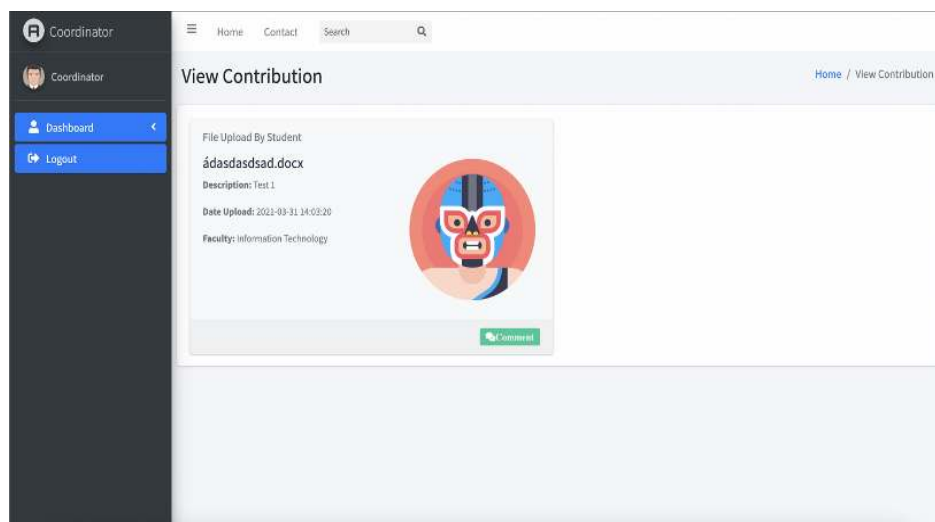 Coordinator
Home Contact Search
Coordinator
View Contribution
Home / View Contribution
Dashboard
Logout
File Upload By Student
ádasdasdsad.docx
Description: Test 1
Date Upload: 2021-03-31 14:03:20
Faculty: Information Technology
Comment